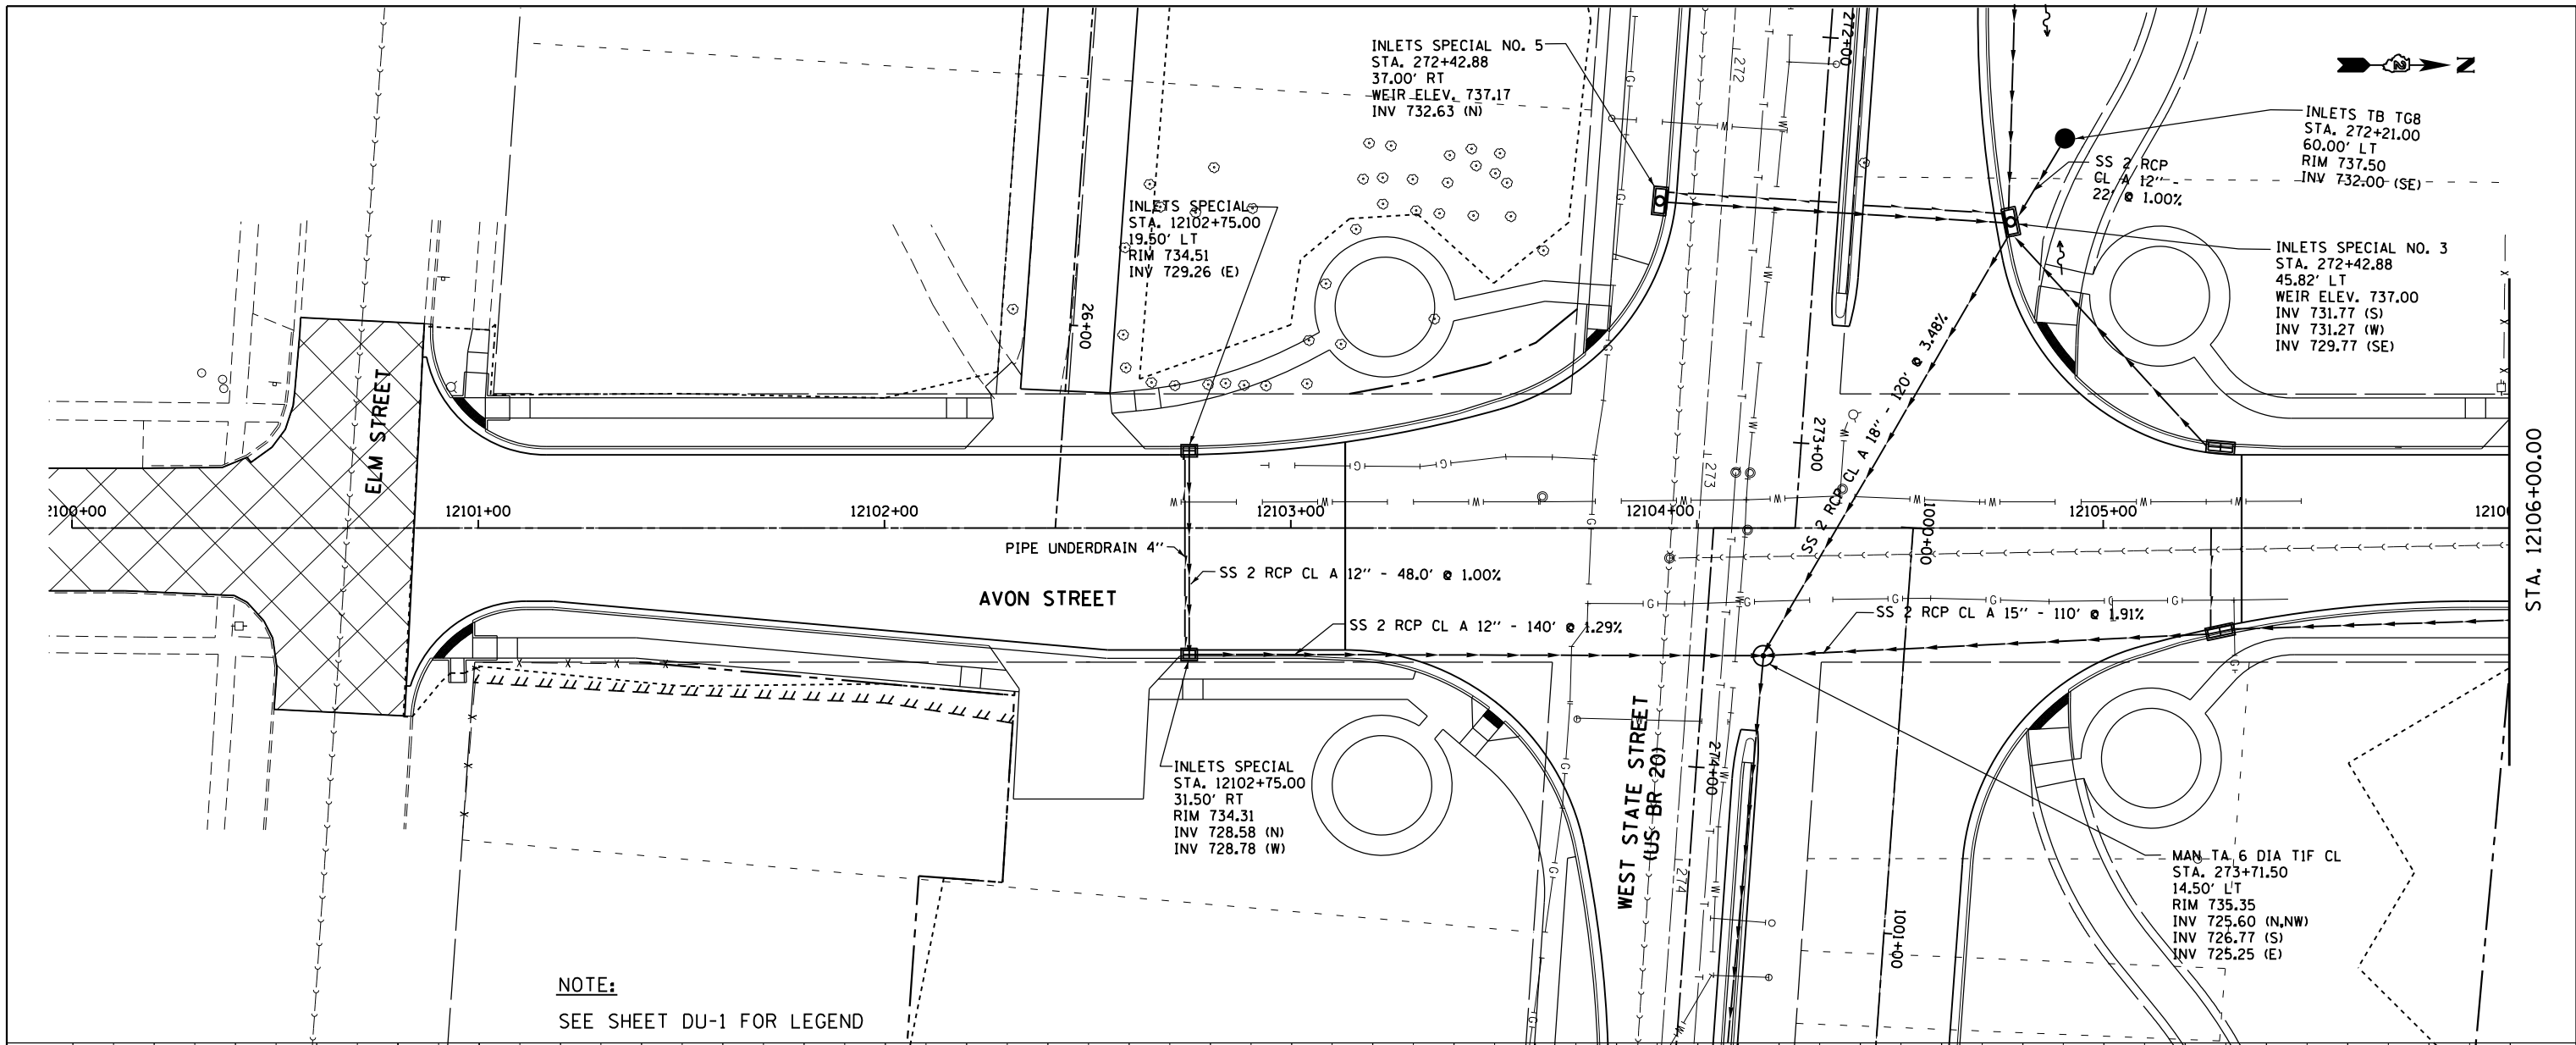 INLETS SPECIAL NO. 5
STA. 272+42.88
37.00' RT
WEIR ELEV. 737.17
INV 732.63 (N)
272
272+00
N
2
INLETS TB TG8
STA. 272+21.00
60.00' LT
RIM 737.50
INV 732.00 (SE)
SS 2 RCP
CL A 12" -
22' @ 1.00%
INLETS SPECIAL
STA. 12102+75.00
19.50' LT
RIM 734.51
INV 729.26 (E)
INLETS SPECIAL NO. 3
STA. 272+42.88
45.82' LT
WEIR ELEV. 737.00
INV 731.77 (S)
INV 731.27 (W)
INV 729.77 (SE)
26+00
ELM STREET
SS 2 RCP CL A 18" - 120' @ 3.48%
273+00
273
STA. 12106+00.00
2100+00
12101+00
12102+00
12103+00
12104+00
12105+00
1210
1000+00
PIPE UNDERDRAIN 4"
SS 2 RCP CL A 12" - 48.0' @ 1.00%
AVON STREET
SS 2 RCP CL A 12" - 140' @ 1.29%
SS 2 RCP CL A 15" - 110' @ 1.91%
INLETS SPECIAL
STA. 12102+75.00
31.50' RT
RIM 734.31
INV 728.58 (N)
INV 728.78 (W)
WEST STATE STREET
(US BR 20)
274+00
274
1001+00
MAN TA 6 DIA T1F CL
STA. 273+71.50
14.50' LT
RIM 735.35
INV 725.60 (N,NW)
INV 726.77 (S)
INV 725.25 (E)
NOTE:
SEE SHEET DU-1 FOR LEGEND